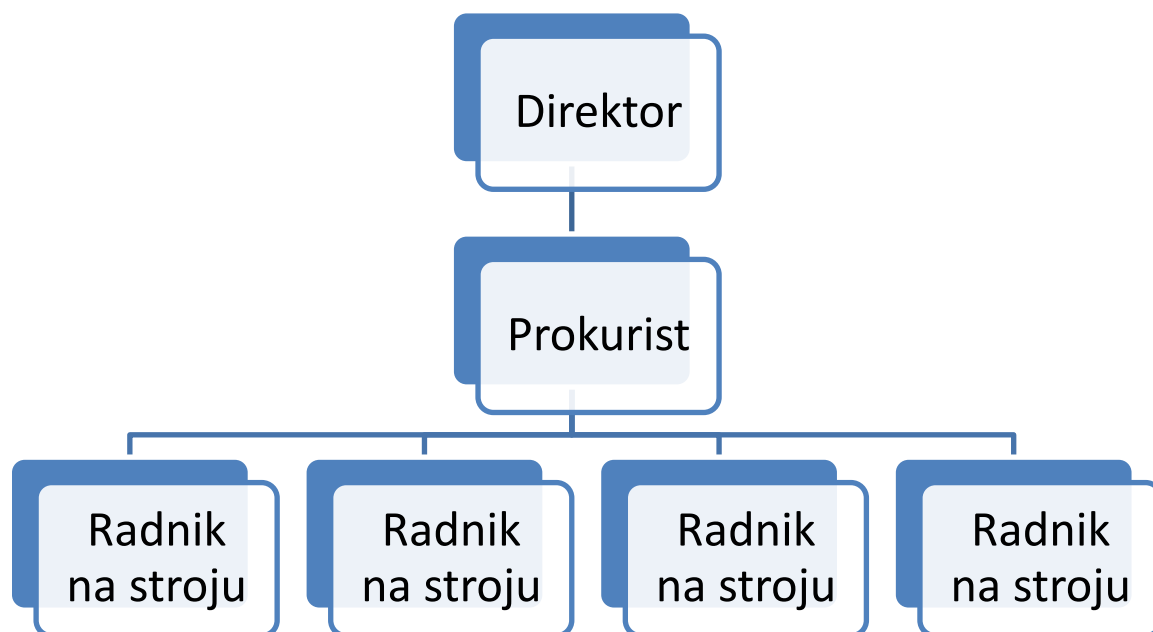 Direktor
Prokurist
Radnik
na stroju
Radnik
na stroju
Radnik
na stroju
Radnik
na stroju